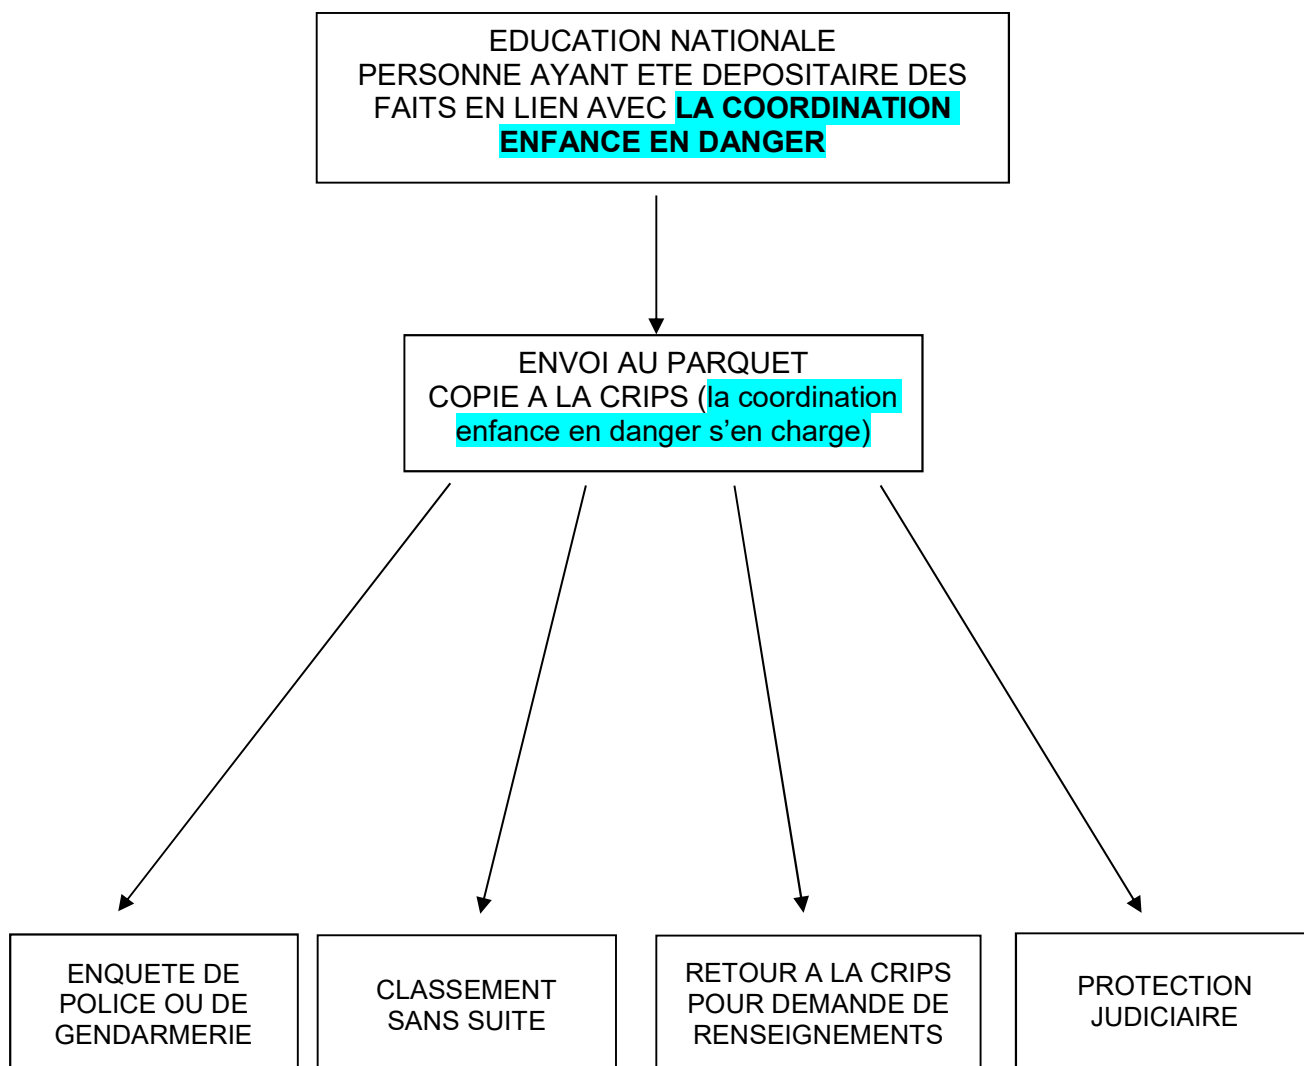 EDUCATION NATIONALE
PERSONNE AYANT ETE DEPOSITAIRE DES
FAITS EN LIEN AVEC LA COORDINATION
ENFANCE EN DANGER
ENVOI AU PARQUET
COPIE A LA CRIPS (la coordination
enfance en danger s’en charge)
ENQUETE DE
POLICE OU DE
GENDARMERIE
CLASSEMENT
SANS SUITE
RETOUR A LA CRIPS
POUR DEMANDE DE
RENSEIGNEMENTS
PROTECTION
JUDICIAIRE